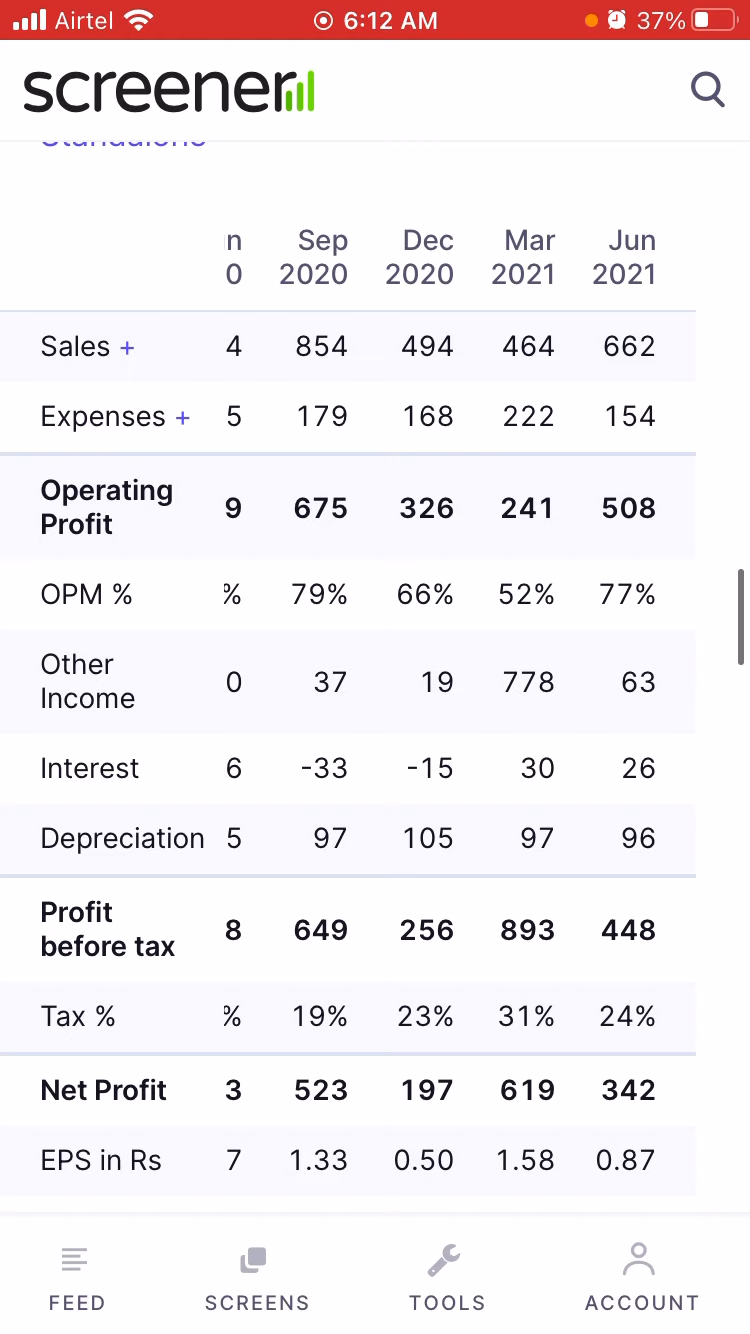 Airtel 6:12 AM 37%
screener
Standalone
n Sep Dec Mar Jun
0 2020 2020 2021 2021
Sales + 4 854 494 464 662
Expenses + 5 179 168 222 154
Operating
Profit 9 675 326 241 508
OPM % % 79% 66% 52% 77%
Other
Income 0 37 19 778 63
Interest 6 -33 -15 30 26
Depreciation 5 97 105 97 96
Profit
before tax 8 649 256 893 448
Tax % % 19% 23% 31% 24%
Net Profit 3 523 197 619 342
EPS in Rs 7 1.33 0.50 1.58 0.87
FEED SCREENS TOOLS ACCOUNT